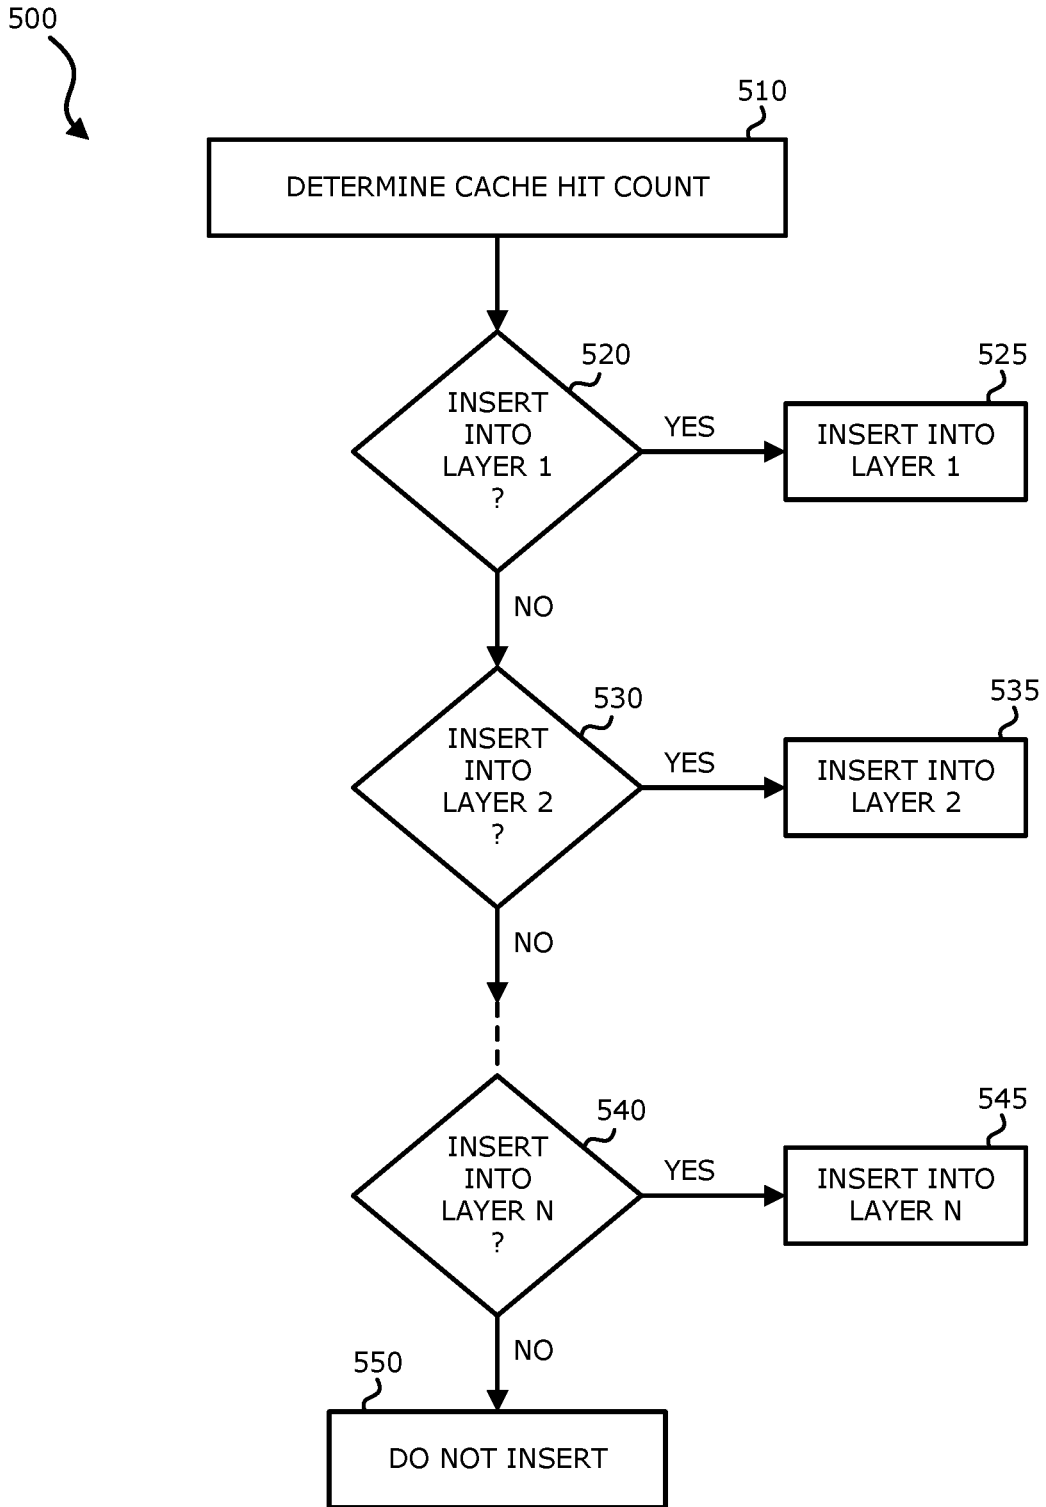 500
510
DETERMINE CACHE HIT COUNT
520
INSERT
INTO
LAYER 1
?
YES
525
INSERT INTO
LAYER 1
NO
530
INSERT
INTO
LAYER 2
?
YES
535
INSERT INTO
LAYER 2
NO
540
INSERT
INTO
LAYER N
?
YES
545
INSERT INTO
LAYER N
NO
550
DO NOT INSERT